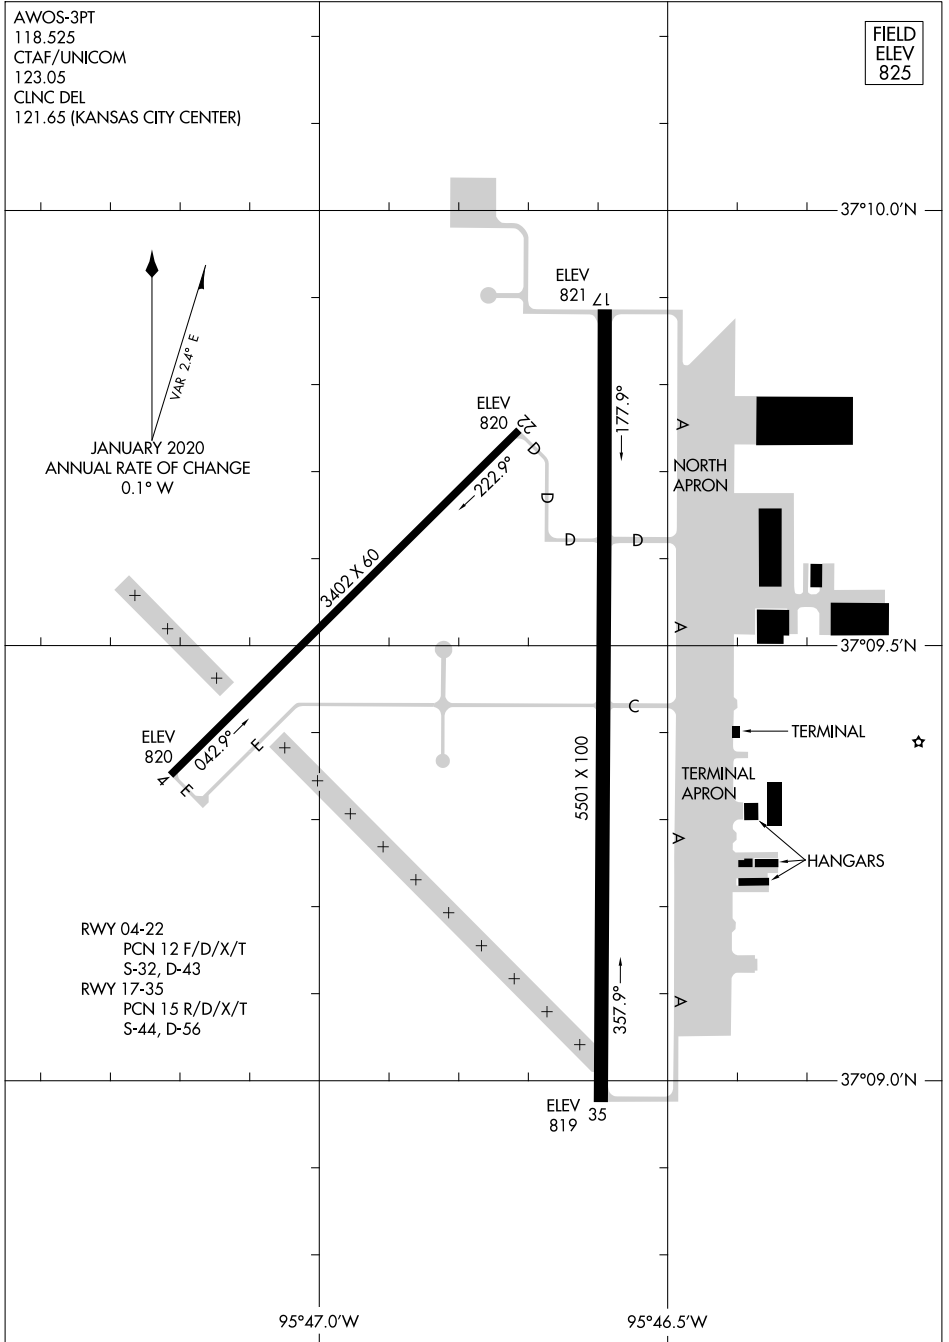 AWOS-3PT
118.525
CTAF/UNICOM
123.05
CLNC DEL
121.65 (KANSAS CITY CENTER)
FIELD
ELEV
825
37°10.0'N
ELEV
821
17
VAR 2.4° E
JANUARY 2020
ANNUAL RATE OF CHANGE
0.1° W
ELEV
820
22
222.9°
177.9°
A
D
D
D
D
NORTH
APRON
3402 X 60
A
37°09.5'N
C
ELEV
820
4
042.9°
E
E
5501 X 100
TERMINAL
TERMINAL
APRON
A
HANGARS
RWY 04-22
PCN 12 F/D/X/T
S-32, D-43
RWY 17-35
PCN 15 R/D/X/T
S-44, D-56
357.9°
A
37°09.0'N
ELEV
819
35
95°47.0'W
95°46.5'W